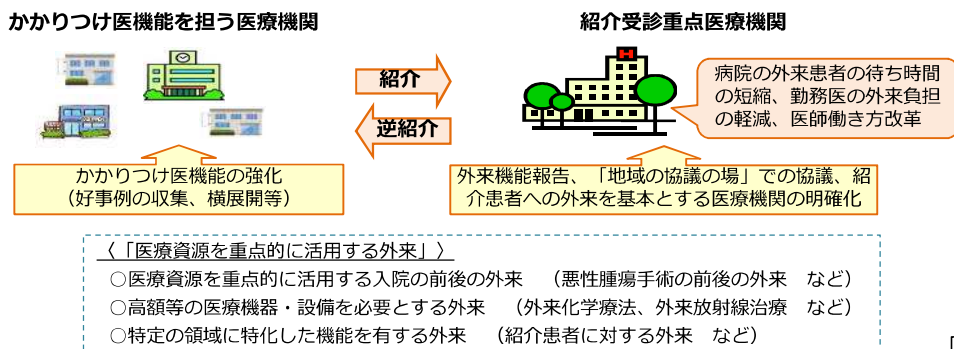 かかりつけ医機能を担う医療機関
紹介受診重点医療機関
紹介
逆紹介
H
病院の外来患者の待ち時間
の短縮、勤務医の外来負担
の軽減、医師働き方改革
かかりつけ医機能の強化
(好事例の収集、横展開等)
外来機能報告、「地域の協議の場」での協議、紹
介患者への外来を基本とする医療機関の明確化
〈「医療資源を重点的に活用する外来」〉
○医療資源を重点的に活用する入院の前後の外来 (悪性腫瘍手術の前後の外来 など)
○高額等の医療機器・設備を必要とする外来 (外来化学療法、外来放射線治療 など)
○特定の領域に特化した機能を有する外来 (紹介患者に対する外来 など)
「